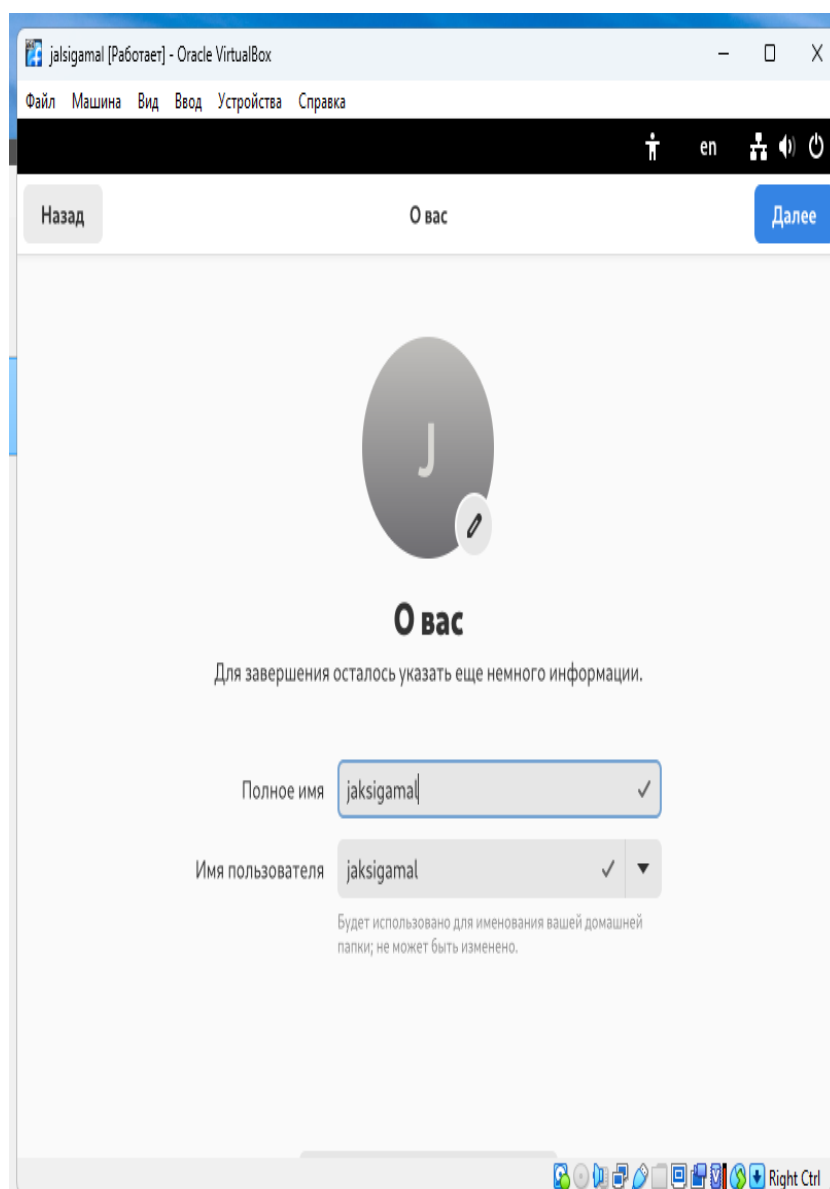 jalsigamal [Работает] - Oracle VirtualBox
Файл Машина Вид Ввод Устройства Справка
en
Назад
О вас
Далее
J
О вас
Для завершения осталось указать еще немного информации.
Полное имя jaksigamal
Имя пользователя jaksigamal
Будет использовано для именования вашей домашней
папки; не может быть изменено.
Right Ctrl